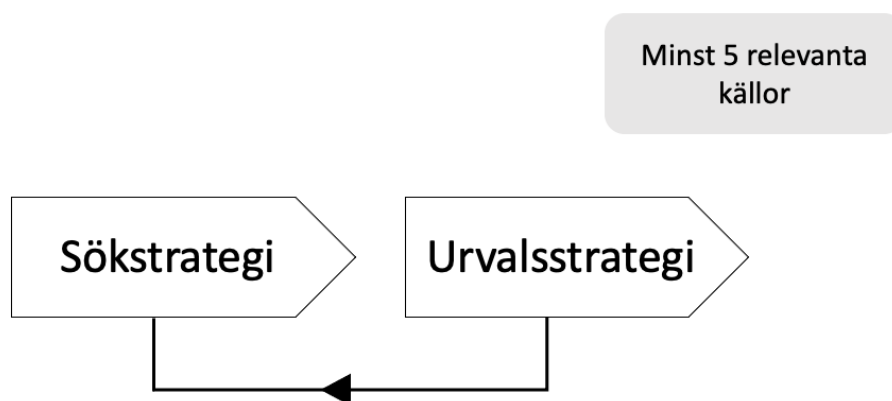 Minst 5 relevanta
källor
Sökstrategi
Urvalsstrategi